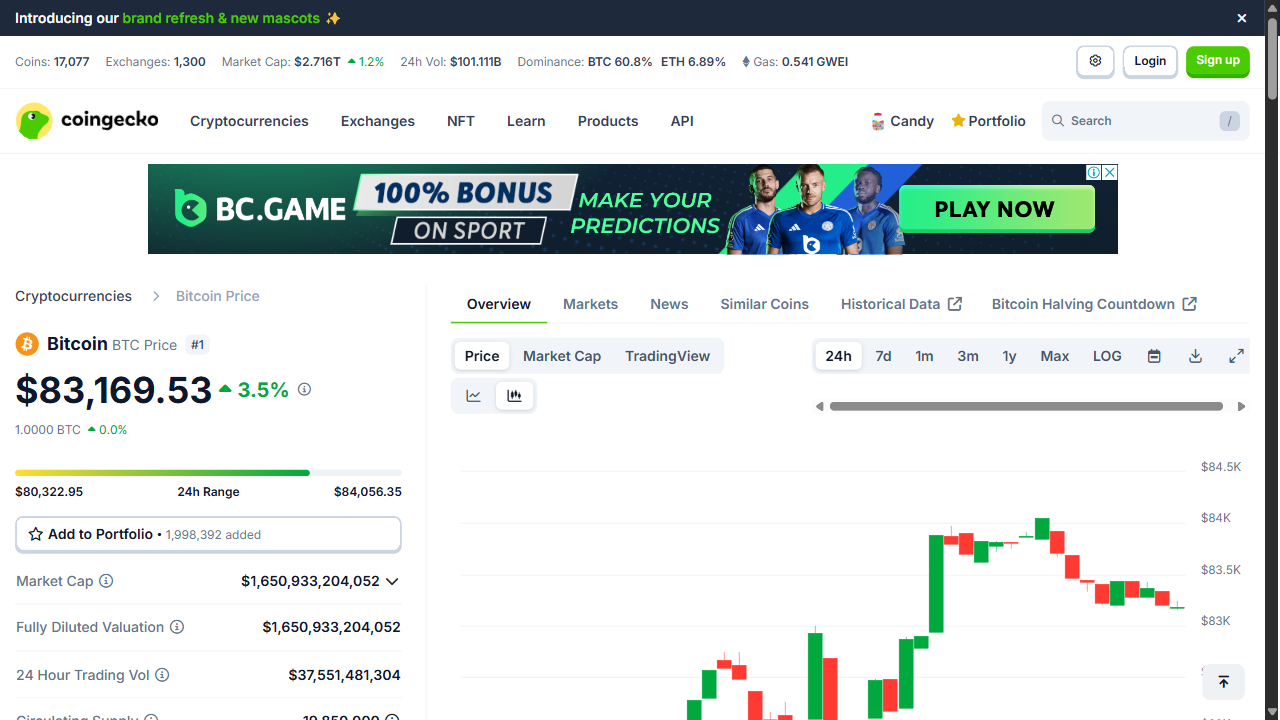 Introducing our brand refresh & new mascots ✨
Coins: 17,077 Exchanges: 1,300 Market Cap: $2.716T 1.2% 24h Vol: $101.111B Dominance: BTC 60.8% ETH 6.89% Gas: 0.541 GWEI
Login
Sign up
coingecko
Cryptocurrencies Exchanges NFT Learn Products API
Candy Portfolio
Search /
BC.GAME
100% BONUS
ON SPORT
MAKE YOUR
PREDICTIONS
PLAY NOW
Cryptocurrencies Bitcoin Price
Bitcoin BTC Price #1
$83,169.53 3.5%
1.0000 BTC 0.0%
$80,322.95 24h Range $84,056.35
Add to Portfolio • 1,998,392 added
Market Cap $1,650,933,204,052
Fully Diluted Valuation $1,650,933,204,052
24 Hour Trading Vol $37,551,481,304
Circulating Supply 19,850,000
Overview Markets News Similar Coins Historical Data Bitcoin Halving Countdown
Price Market Cap TradingView
24h 7d 1m 3m 1y Max LOG
$84.5K
$84K
$83.5K
$83K